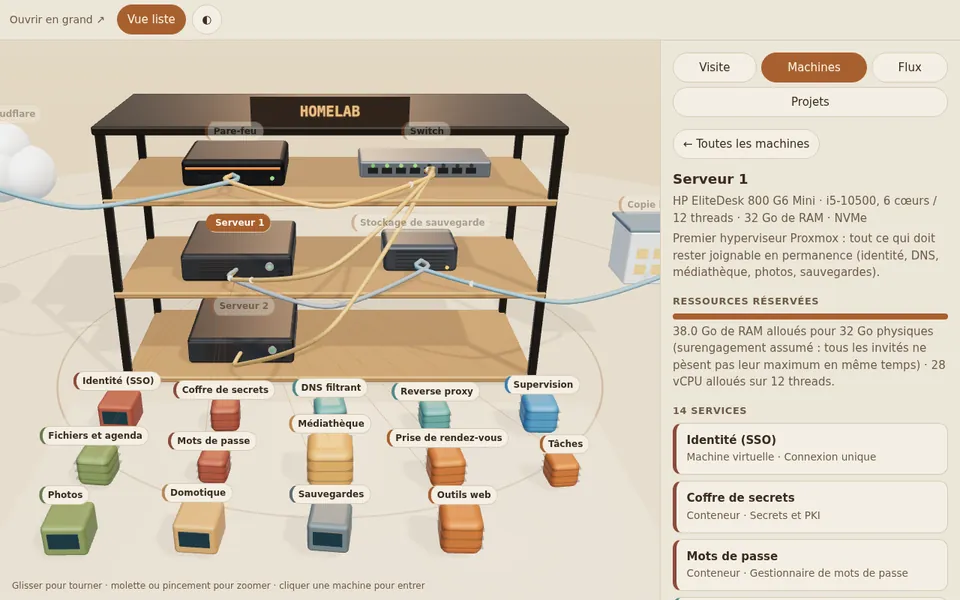 Ouvrir en grand ↗
Vue liste
HOMELAB
udflare
Pare-feu
Switch
Serveur 1
Stockage de sauvegarde
Copie
Serveur 2
Identité (SSO)
Coffre de secrets
DNS filtrant
Reverse proxy
Supervision
Fichiers et agenda
Mots de passe
Médiathèque
Prise de rendez-vous
Tâches
Photos
Domotique
Sauvegardes
Outils web
Glisser pour tourner · molette ou pincement pour zoomer · cliquer une machine pour entrer
Visite
Machines
Flux
Projets
← Toutes les machines
Serveur 1
HP EliteDesk 800 G6 Mini · i5-10500, 6 cœurs /
12 threads · 32 Go de RAM · NVMe
Premier hyperviseur Proxmox : tout ce qui doit
rester joignable en permanence (identité, DNS,
médiathèque, photos, sauvegardes).
RESSOURCES RÉSERVÉES
38.0 Go de RAM alloués pour 32 Go physiques
(surengagement assumé : tous les invités ne
pèsent pas leur maximum en même temps) · 28
vCPU alloués sur 12 threads.
14 SERVICES
Identité (SSO)
Machine virtuelle · Connexion unique
Coffre de secrets
Conteneur · Secrets et PKI
Mots de passe
Conteneur · Gestionnaire de mots de passe